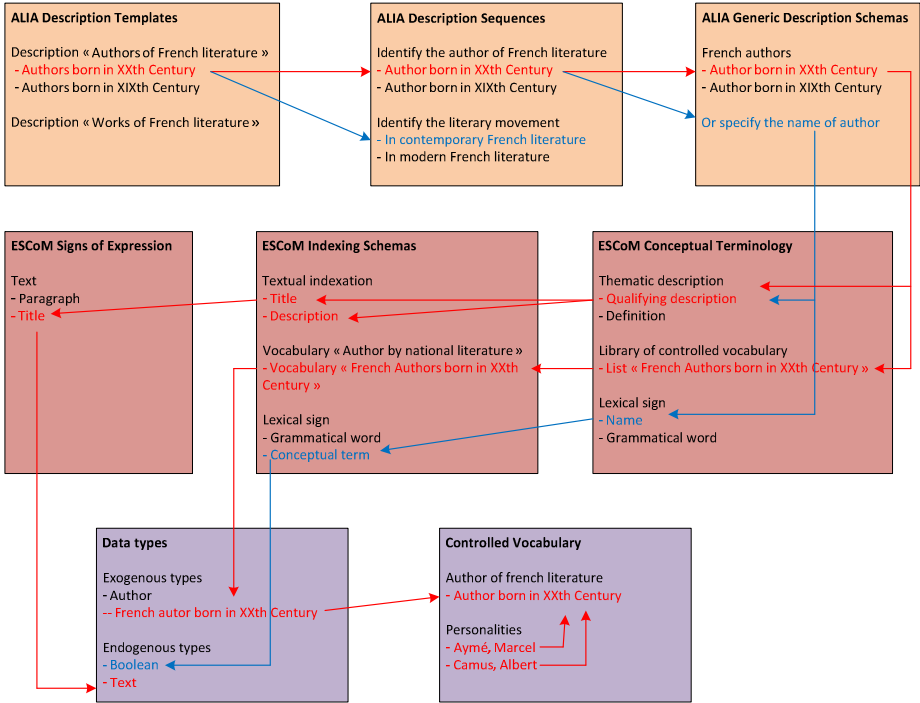 ALIA Description Templates
Description « Authors of French literature »
- Authors born in XXth Century
- Authors born in XIXth Century
Description « Works of French literature »
ALIA Description Sequences
Identify the author of French literature
- Author born in XXth Century
- Author born in XIXth Century
Identify the literary movement
- In contemporary French literature
- In modern French literature
ALIA Generic Description Schemas
French authors
- Author born in XXth Century
- Author born in XIXth Century
Or specify the name of author
ESCoM Signs of Expression
Text
- Paragraph
- Title
ESCoM Indexing Schemas
Textual indexation
- Title
- Description
Vocabulary « Author by national literature »
- Vocabulary « French Authors born in XXth
Century »
Lexical sign
- Grammatical word
- Conceptual term
ESCoM Conceptual Terminology
Thematic description
- Qualifying description
- Definition
Library of controlled vocabulary
- List « French Authors born in XXth Century »
Lexical sign
- Name
- Grammatical word
Data types
Exogenous types
- Author
-- French autor born in XXth Century
Endogenous types
- Boolean
- Text
Controlled Vocabulary
Author of french literature
- Author born in XXth Century
Personalities
- Aymé, Marcel
- Camus, Albert